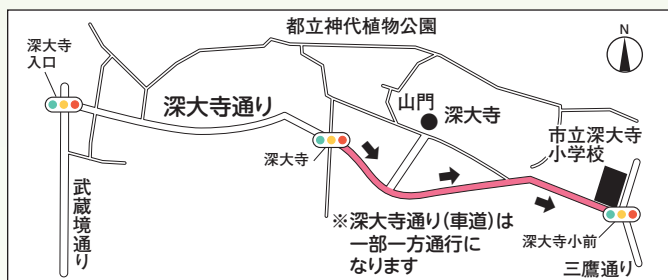 都立神代植物公園
N
深大寺
入口
深大寺通り
山門
深大寺
市立深大寺
小学校
深大寺
武蔵境通り
※深大寺通り(車道)は
一部一方通行に
なります
深大寺小前
三鷹通り